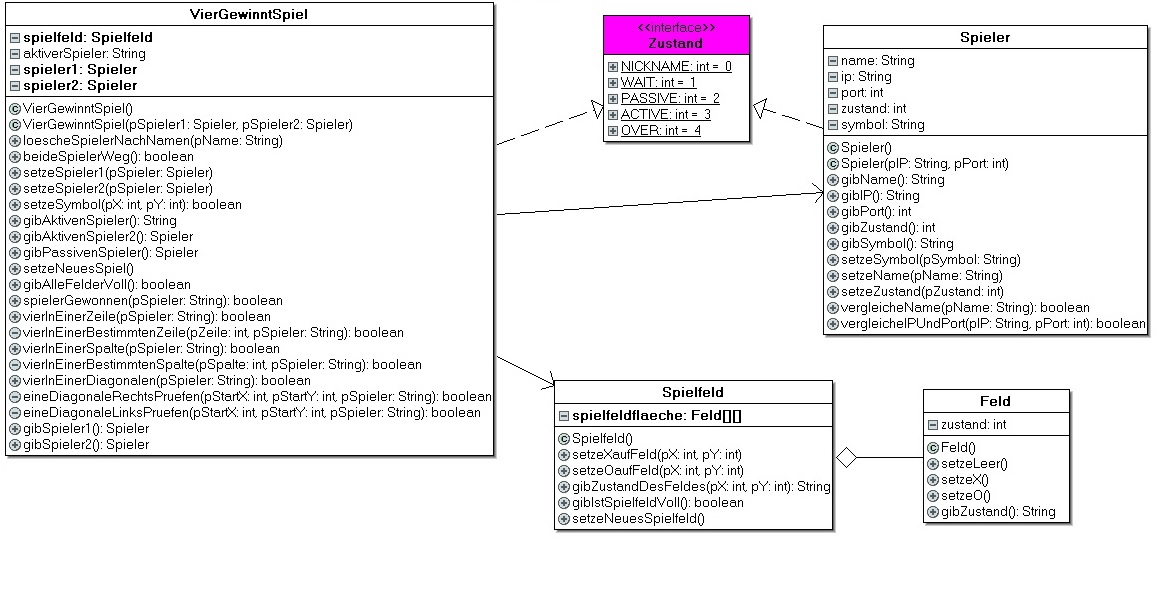 VierGewinntSpiel
spielfeld: Spielfeld
aktiverSpieler: String
spieler1: Spieler
spieler2: Spieler
VierGewinntSpiel()
VierGewinntSpiel(pSpieler1: Spieler, pSpieler2: Spieler)
loescheSpielerNachNamen(pName: String)
beideSpielerWeg(): boolean
setzeSpieler1(pSpieler: Spieler)
setzeSpieler2(pSpieler: Spieler)
setzeSymbol(pX: int, pY: int): boolean
gibAktivenSpieler(): String
gibAktivenSpieler2(): Spieler
gibPassivenSpieler(): Spieler
setzeNeuesSpiel()
gibAlleFelderVoll(): boolean
spielerGewonnen(pSpieler: String): boolean
vierInEinerZeile(pSpieler: String): boolean
vierInEinerBestimmtenZeile(pZeile: int, pSpieler: String): boolean
vierInEinerSpalte(pSpieler: String): boolean
vierInEinerBestimmtenSpalte(pSpalte: int, pSpieler: String): boolean
vierInEinerDiagonalen(pSpieler: String): boolean
eineDiagonaleRechtsPruefen(pStartX: int, pStartY: int, pSpieler: String): boolean
eineDiagonaleLinksPruefen(pStartX: int, pStartY: int, pSpieler: String): boolean
gibSpieler1(): Spieler
gibSpieler2(): Spieler
<<interface>>
Zustand
NICKNAME: int = 0
WAIT: int = 1
PASSIVE: int = 2
ACTIVE: int = 3
OVER: int = 4
Spieler
name: String
ip: String
port: int
zustand: int
symbol: String
Spieler()
Spieler(pIP: String, pPort: int)
gibName(): String
gibIP(): String
gibPort(): int
gibZustand(): int
gibSymbol(): String
setzeSymbol(pSymbol: String)
setzeName(pName: String)
setzeZustand(pZustand: int)
vergleicheName(pName: String): boolean
vergleicheIPUndPort(pIP: String, pPort: int): boolean
Spielfeld
spielfeldflaeche: Feld[][]
Spielfeld()
setzeXaufFeld(pX: int, pY: int)
setzeOaufFeld(pX: int, pY: int)
gibZustandDesFeldes(pX: int, pY: int): String
gibIstSpielfeldVoll(): boolean
setzeNeuesSpielfeld()
Feld
zustand: int
Feld()
setzeLeer()
setzeX()
setzeO()
gibZustand(): String